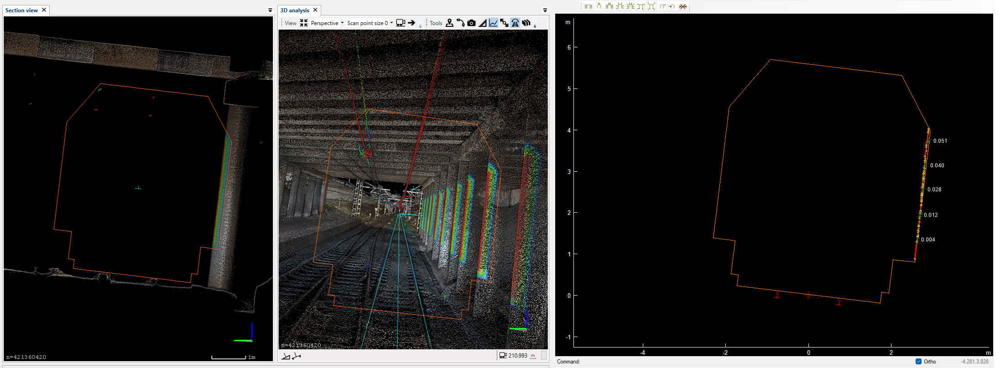 Section view
n=421360420
1m
3D analysis
View Perspective Scan point size 0 Tools
n=421360420
210.993 m
m
6
5
4
3
2
1
0
-1
-4 -2 0 2 m
0.051
0.040
0.028
0.012
0.004
Command: Ortho -4.281,3.828